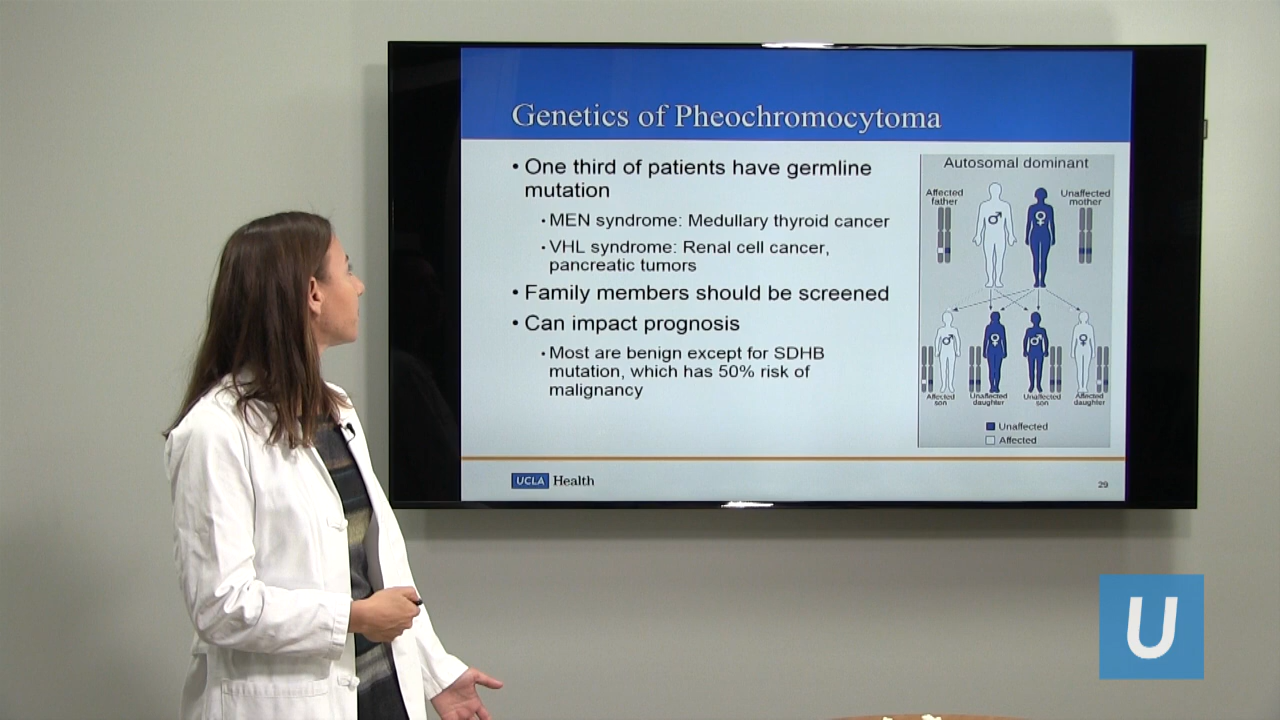 Genetics of Pheochromocytoma
• One third of patients have germline
mutation
• MEN syndrome: Medullary thyroid cancer
• VHL syndrome: Renal cell cancer,
pancreatic tumors
• Family members should be screened
• Can impact prognosis
• Most are benign except for SDHB
mutation, which has 50% risk of
malignancy
Autosomal dominant
Affected
father
Unaffected
mother
Affected
son
Unaffected
daughter
Unaffected
son
Affected
daughter
Unaffected
Affected
UCLA Health
29
U